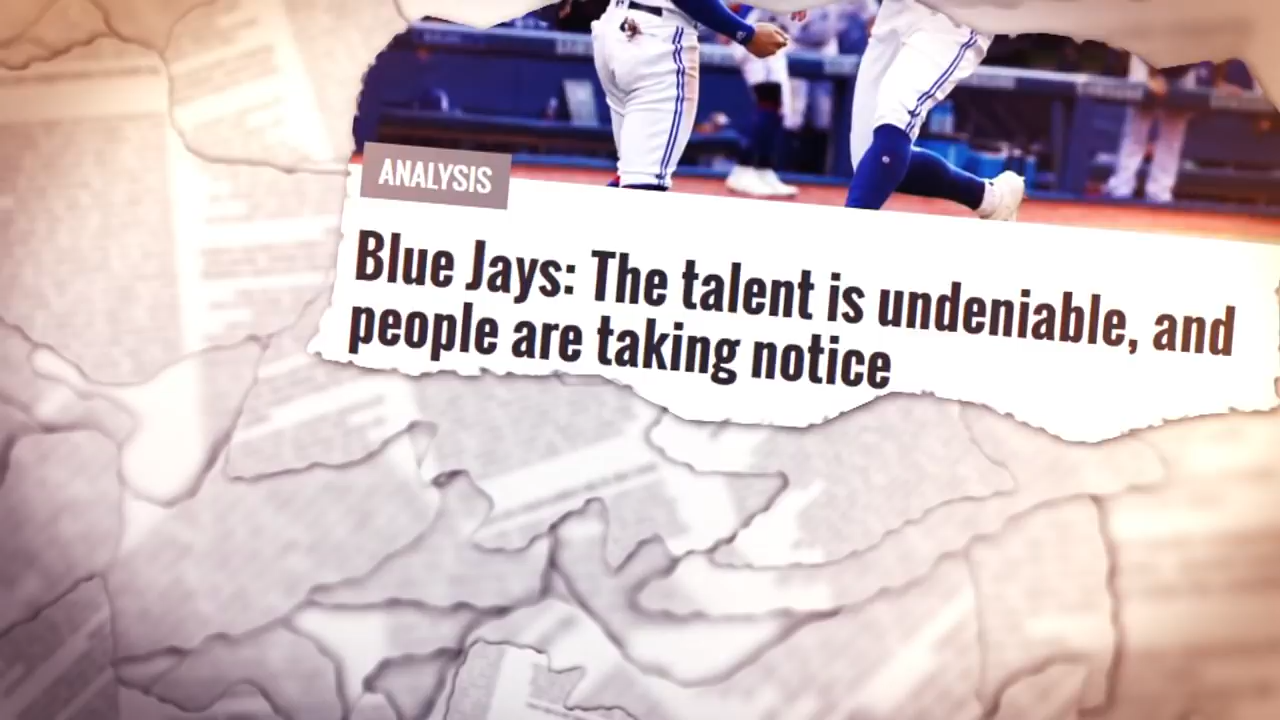 ANALYSIS
Blue Jays: The talent is undeniable, and
people are taking notice